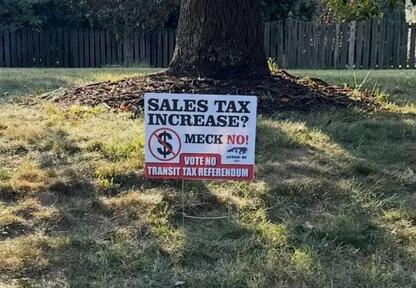 SALES TAX
INCREASE?
$
MECK NO!
VOTE NO
TRANSIT TAX REFERENDUM